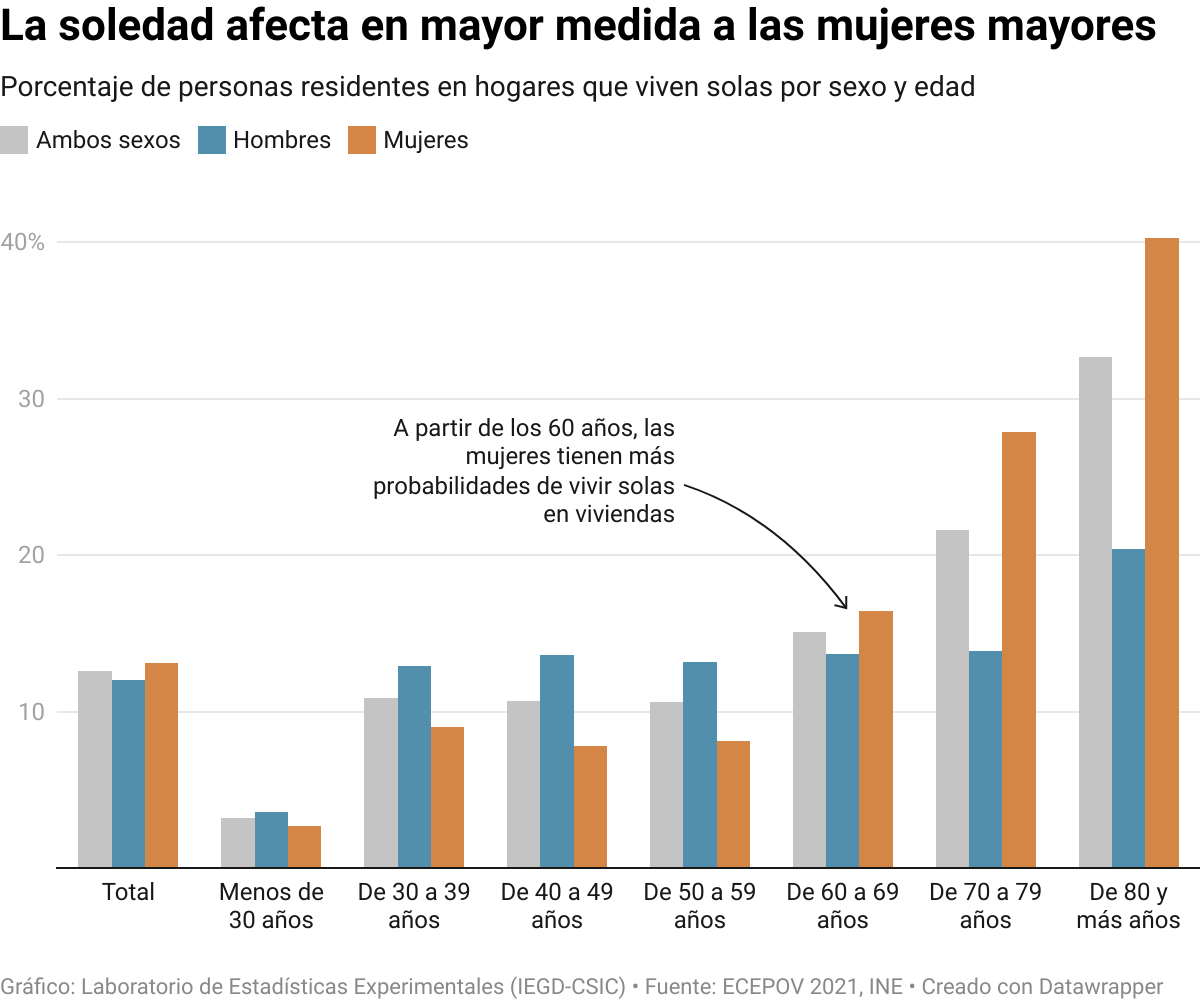 La soledad afecta en mayor medida a las mujeres mayores
Porcentaje de personas residentes en hogares que viven solas por sexo y edad
Ambos sexos Hombres Mujeres
40%
30
20
10
A partir de los 60 años, las
mujeres tienen más
probabilidades de vivir solas
en viviendas
Total
Menos de
30 años
De 30 a 39
años
De 40 a 49
años
De 50 a 59
años
De 60 a 69
años
De 70 a 79
años
De 80 y
más años
Gráfico: Laboratorio de Estadísticas Experimentales (IEGD-CSIC) • Fuente: ECEPOV 2021, INE • Creado con Datawrapper